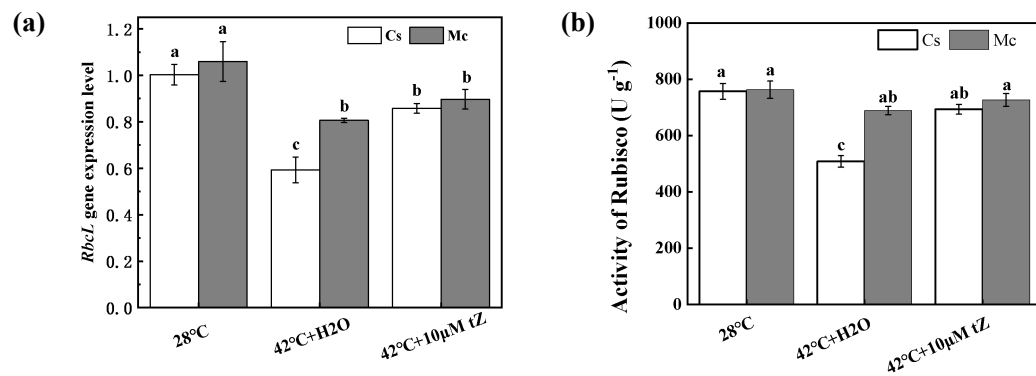 (a)
RbcL gene expression level
1.2
1.0
0.8
0.6
0.4
0.2
0.0
Cs Mc
a a
c b
b b
28°C
42°C+H2O
42°C+10μM tZ
(b)
Activity of Rubisco (U g⁻¹)
1000
800
600
400
200
0
Cs Mc
a a
c ab
ab a
28°C
42°C+H2O
42°C+10μM tZ